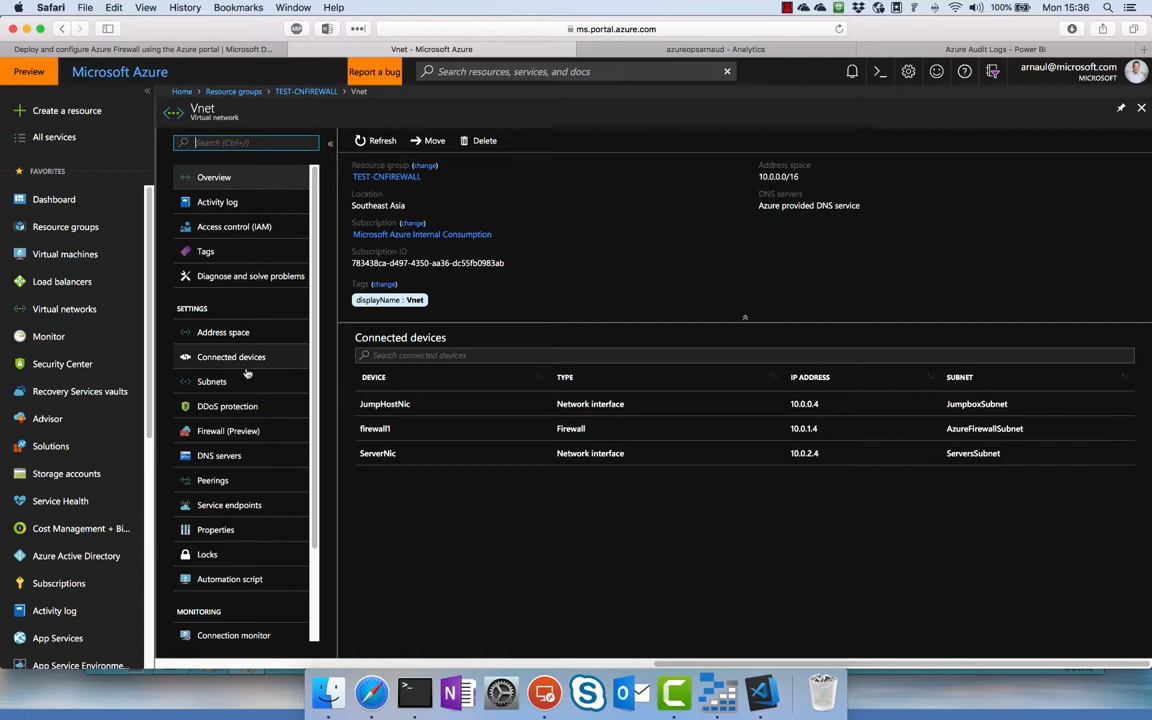 Safari File Edit View History Bookmarks Window Help 100% Mon 15:36
ms.portal.azure.com
Deploy and configure Azure Firewall using the Azure portal | Microsoft D... Vnet - Microsoft Azure azureopsarnaud - Analytics Azure Audit Logs - Power BI
Preview Microsoft Azure Report a bug Search resources, services, and docs arnaul@microsoft.com
MICROSOFT
Home Resource groups TEST-CNFIREWALL Vnet
Vnet
Virtual network
Create a resource
All services
FAVORITES
Dashboard
Resource groups
Virtual machines
Load balancers
Virtual networks
Monitor
Security Center
Recovery Services vaults
Advisor
Solutions
Storage accounts
Service Health
Cost Management + Bi...
Azure Active Directory
Subscriptions
Activity log
App Services
App Service Environme...
Search (Ctrl+/)
Overview
Activity log
Access control (IAM)
Tags
Diagnose and solve problems
SETTINGS
Address space
Connected devices
Subnets
DDoS protection
Firewall (Preview)
DNS servers
Peerings
Service endpoints
Properties
Locks
Automation script
MONITORING
Connection monitor
Refresh Move Delete
Resource group (change)
TEST-CNFIREWALL
Location
Southeast Asia
Subscription (change)
Microsoft Azure Internal Consumption
Subscription ID
783438ca-d497-4350-aa36-dc55fb0983ab
Tags (change)
displayName : Vnet
Address space
10.0.0.0/16
DNS servers
Azure provided DNS service
Connected devices
Search connected devices
DEVICE TYPE IP ADDRESS SUBNET
JumpHostNic Network interface 10.0.0.4 JumpboxSubnet
firewall1 Firewall 10.0.1.4 AzureFirewallSubnet
ServerNic Network interface 10.0.2.4 ServersSubnet